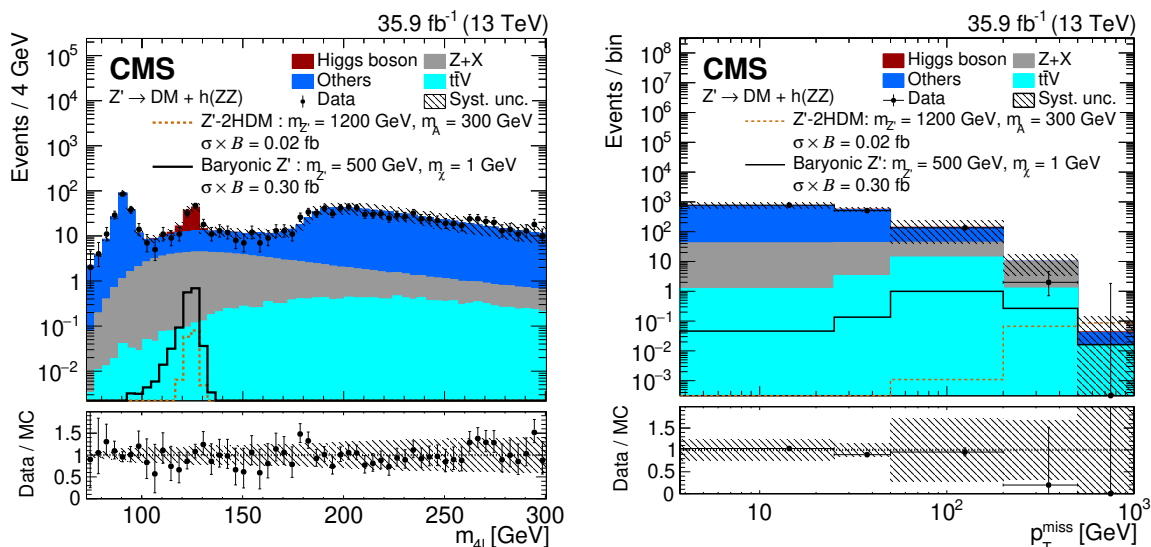 35.9 fb⁻¹ (13 TeV)
CMS
Higgs boson
Z+X
Others
tt̄V
Data
Syst. unc.
Z' → DM + h(ZZ)
Z'-2HDM : m_Z' = 1200 GeV, m_A = 300 GeV
σ × B = 0.02 fb
Baryonic Z' : m_Z' = 500 GeV, m_χ = 1 GeV
σ × B = 0.30 fb
Events / 4 GeV
10⁵
10⁴
10³
10²
10
1
10⁻¹
10⁻²
Data / MC
1.5
1
0.5
0
100 150 200 250 300
m_4l [GeV]
35.9 fb⁻¹ (13 TeV)
CMS
Higgs boson
Z+X
Others
tt̄V
Data
Syst. unc.
Z' → DM + h(ZZ)
Z'-2HDM: m_Z' = 1200 GeV, m_A = 300 GeV
σ × B = 0.02 fb
Baryonic Z': m_Z' = 500 GeV, m_χ = 1 GeV
σ × B = 0.30 fb
Events / bin
10⁸
10⁷
10⁶
10⁵
10⁴
10³
10²
10
1
10⁻¹
10⁻²
10⁻³
Data / MC
2
1.5
1
0.5
0
10 10² 10³
p_T^miss [GeV]